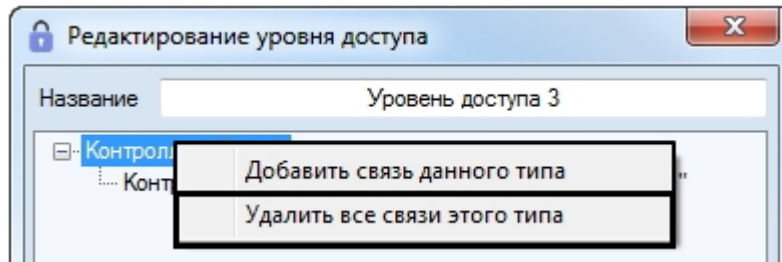 Редактирование уровня доступа
Название Уровень доступа 3
Добавить связь данного типа
"
Удалить все связи этого типа